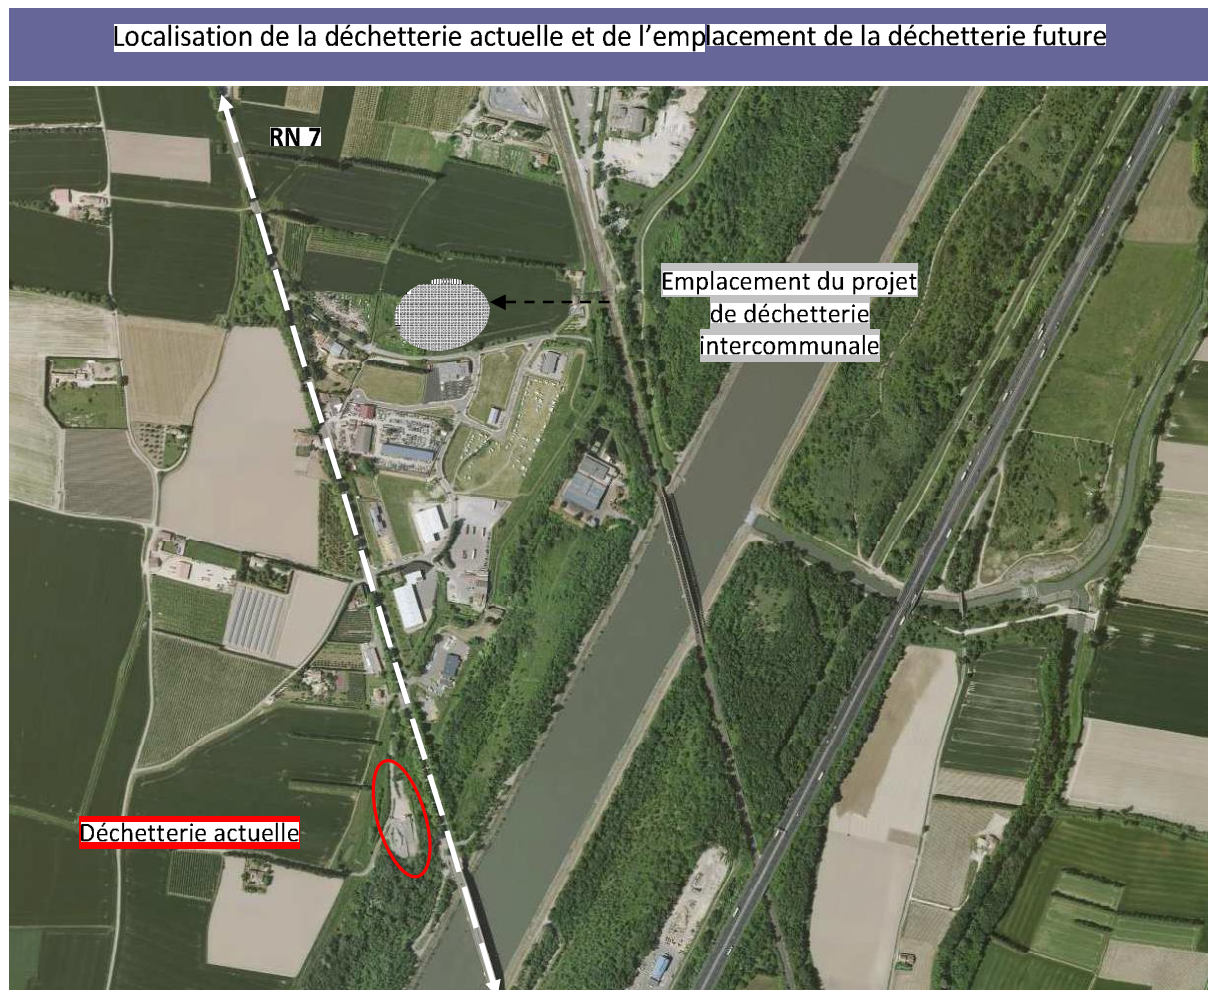 Localisation de la déchetterie actuelle et de l’emplacement de la déchetterie future
RN 7
Emplacement du projet
de déchetterie
intercommunale
Déchetterie actuelle